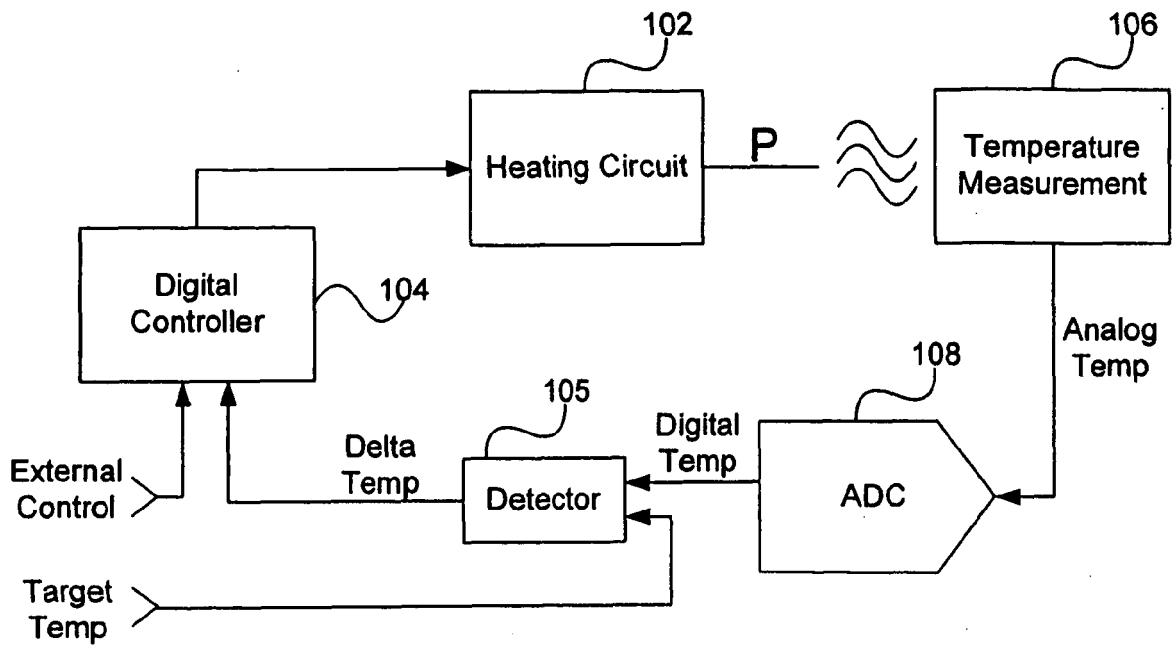 102
106
Heating Circuit
P
Temperature
Measurement
Digital
Controller
104
Analog
Temp
108
105
Digital
Temp
Delta
Temp
External
Control
Detector
ADC
Target
Temp